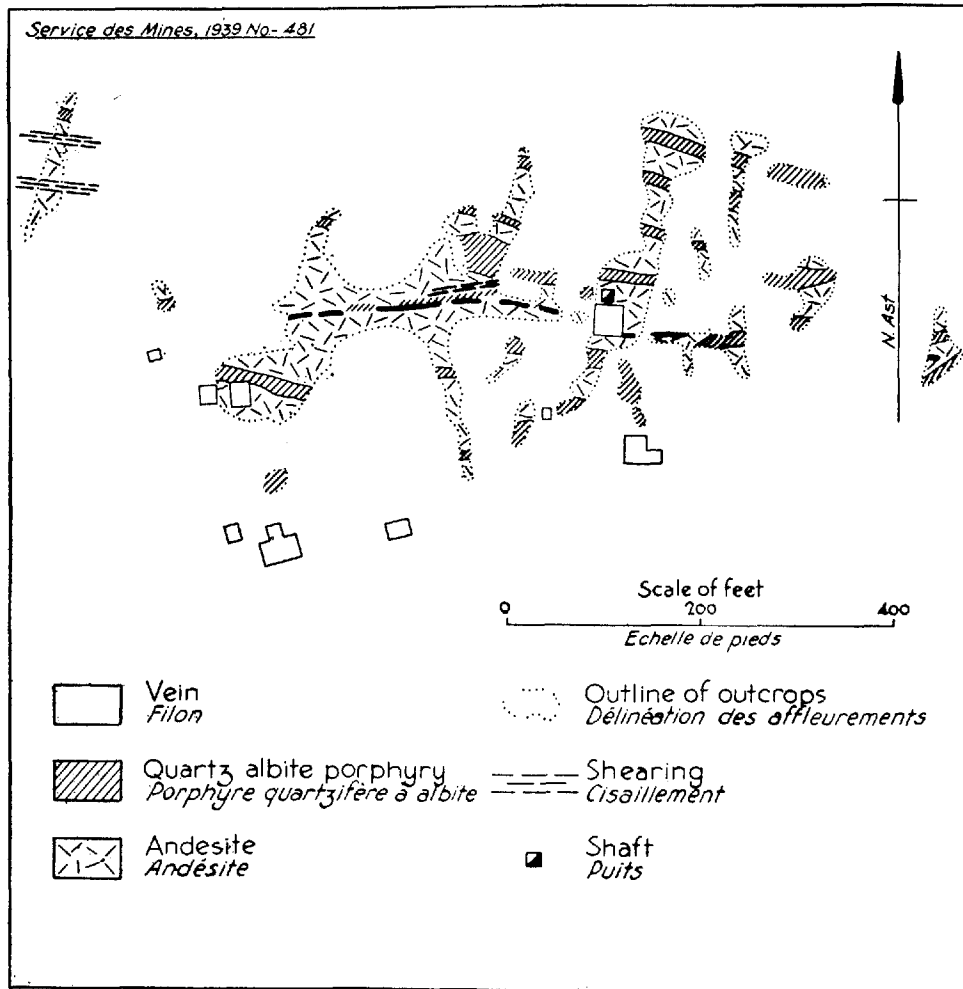 Service des Mines, 1939 No- 481
N. Ast
Scale of feet
0 200 400
Echelle de pieds
Vein
Filon
Quartz albite porphyry
Porphyre quartzifère à albite
Andesite
Andésite
Outline of outcrops
Délinéation des affleurements
Shearing
Cisaillement
Shaft
Puits